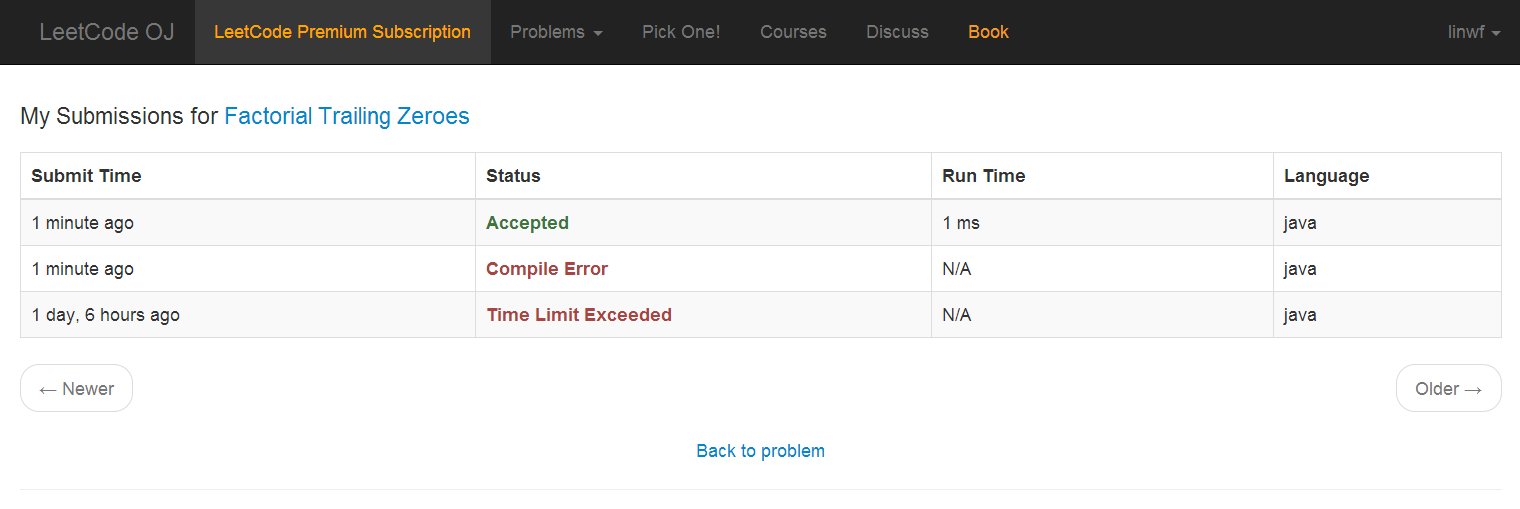 LeetCode OJ LeetCode Premium Subscription Problems Pick One! Courses Discuss Book linwf
My Submissions for Factorial Trailing Zeroes
Submit Time Status Run Time Language
1 minute ago Accepted 1 ms java
1 minute ago Compile Error N/A java
1 day, 6 hours ago Time Limit Exceeded N/A java
← Newer Older →
Back to problem